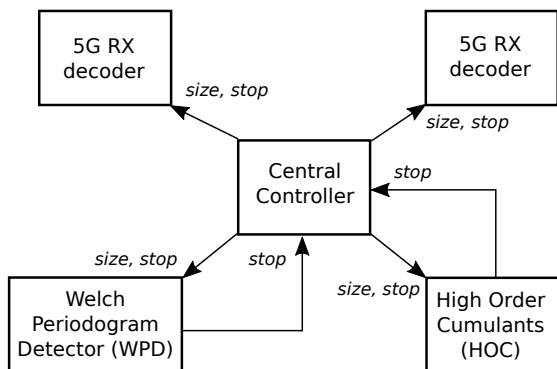 5G RX
decoder
5G RX
decoder
size, stop
size, stop
Central
Controller
stop
size, stop
stop
size, stop
Welch
Periodogram
Detector (WPD)
High Order
Cumulants
(HOC)